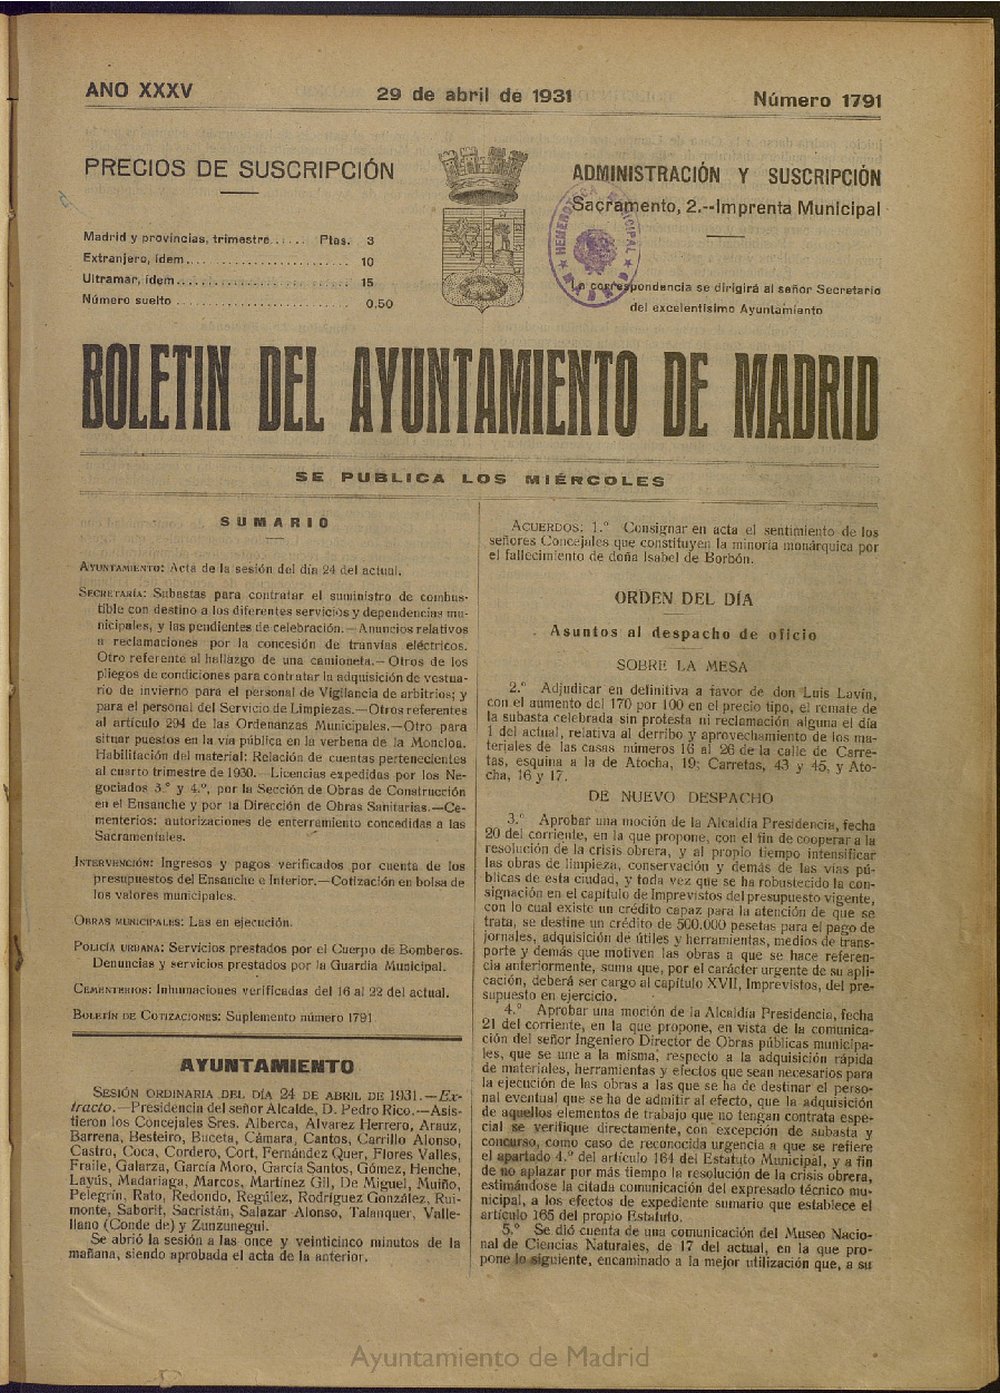 ANO XXXV
29 de abril de 1931
Número 1791
PRECIOS DE SUSCRIPCIÓN
Madrid y provincias, trimestre...... Ptas. 3
Extranjero, ídem........................ 10
Ultramar, ídem......................... 15
Número suelto ........................ 0,50
ADMINISTRACIÓN Y SUSCRIPCIÓN
Sacramento, 2.--Imprenta Municipal
HEMEROTECA MUNICIPAL
MADRID
La correspondencia se dirigirá al señor Secretario
del excelentísimo Ayuntamiento
BOLETIN DEL AYUNTAMIENTO DE MADRID
SE PUBLICA LOS MIÉRCOLES
SUMARIO
AYUNTAMIENTO: Acta de la sesión del día 24 del actual.
SECRETARÍA: Subastas para contratar el suministro de combus-
tible con destino a los diferentes servicios y dependencias mu-
nicipales, y las pendientes de celebración.—Anuncios relativos
a reclamaciones por la concesión de tranvías eléctricos.
Otro referente al hallazgo de una camioneta.—Otros de los
pliegos de condiciones para contratar la adquisición de vestua-
rio de invierno para el personal de Vigilancia de arbitrios; y
para el personal del Servicio de Limpiezas.—Otros referentes
al artículo 294 de las Ordenanzas Municipales.—Otro para
situar puestos en la vía pública en la verbena de la Moncloa.
Habilitación del material: Relación de cuentas pertenecientes
al cuarto trimestre de 1930.—Licencias expedidas por los Ne-
gociados 3.º y 4.º, por la Sección de Obras de Construcción
en el Ensanche y por la Dirección de Obras Sanitarias.—Ce-
menterios: autorizaciones de enterramiento concedidas a las
Sacramentales.
INTERVENCIÓN: Ingresos y pagos verificados por cuenta de los
presupuestos del Ensanche e Interior.—Cotización en bolsa de
los valores municipales.
OBRAS MUNICIPALES: Las en ejecución.
POLICÍA URBANA: Servicios prestados por el Cuerpo de Bomberos.
Denuncias y servicios prestados por la Guardia Municipal.
CEMENTERIOS: Inhumaciones verificadas del 16 al 22 del actual.
BOLETÍN DE COTIZACIONES: Suplemento número 1791
AYUNTAMIENTO
SESIÓN ORDINARIA DEL DÍA 24 DE ABRIL DE 1931.—Ex-
tracto.—Presidencia del señor Alcalde, D. Pedro Rico.—Asis-
tieron los Concejales Sres. Alberca, Alvarez Herrero, Arauz,
Barrena, Besteiro, Buceta, Cámara, Cantos, Carrillo Alonso,
Castro, Coca, Cordero, Cort, Fernández Quer, Flores Valles,
Fraile, Galarza, García Moro, García Santos, Gómez, Henche,
Layús, Madariaga, Marcos, Martínez Gil, De Miguel, Muiño,
Pelegrín, Rato, Redondo, Regúlez, Rodríguez González, Rui-
monte, Saborit, Sacristán, Salazar Alonso, Talanquer, Valle-
llano (Conde de) y Zunzunegui.
Se abrió la sesión a las once y veinticinco minutos de la
mañana, siendo aprobada el acta de la anterior.
ACUERDOS: 1.º Consignar en acta el sentimiento de los
señores Concejales que constituyen la minoría monárquica por
el fallecimiento de doña Isabel de Borbón.
ORDEN DEL DÍA
Asuntos al despacho de oficio
SOBRE LA MESA
2.º Adjudicar en definitiva a favor de don Luis Lavín,
con el aumento del 170 por 100 en el precio tipo, el remate de
la subasta celebrada sin protesta ni reclamación alguna el día
1 del actual, relativa al derribo y aprovechamiento de los ma-
teriales de las casas números 16 al 26 de la calle de Carre-
tas, esquina a la de Atocha, 19; Carretas, 43 y 45, y Ato-
cha, 16 y 17.
DE NUEVO DESPACHO
3.º Aprobar una moción de la Alcaldía Presidencia, fecha
20 del corriente, en la que propone, con el fin de cooperar a la
resolución de la crisis obrera, y al propio tiempo intensificar
las obras de limpieza, conservación y demás de las vías pú-
blicas de esta ciudad, y toda vez que se ha robustecido la con-
signación en el capítulo de Imprevistos del presupuesto vigente,
con lo cual existe un crédito capaz para la atención de que se
trata, se destine un crédito de 500.000 pesetas para el pago de
jornales, adquisición de útiles y herramientas, medios de trans-
porte y demás que motiven las obras a que se hace referen-
cia anteriormente, suma que, por el carácter urgente de su apli-
cación, deberá ser cargo al capítulo XVII, Imprevistos, del pre-
supuesto en ejercicio.
4.º Aprobar una moción de la Alcaldía Presidencia, fecha
21 del corriente, en la que propone, en vista de la comunica-
ción del señor Ingeniero Director de Obras públicas municipa-
les, que se une a la misma, respecto a la adquisición rápida
de materiales, herramientas y efectos que sean necesarios para
la ejecución de las obras a las que se ha de destinar el perso-
nal eventual que se ha de admitir al efecto, que la adquisición
de aquellos elementos de trabajo que no tengan contrata espe-
cial se verifique directamente, con excepción de subasta y
concurso, como caso de reconocida urgencia a que se refiere
el apartado 4.º del artículo 164 del Estatuto Municipal, y a fin
de no aplazar por más tiempo la resolución de la crisis obrera,
estimándose la citada comunicación del expresado técnico mu-
nicipal, a los efectos de expediente sumario que establece el
artículo 165 del propio Estatuto.
5.º Se dió cuenta de una comunicación del Museo Nacio-
nal de Ciencias Naturales, de 17 del actual, en la que pro-
pone lo siguiente, encaminado a la mejor utilización que, a su
Ayuntamiento de Madrid